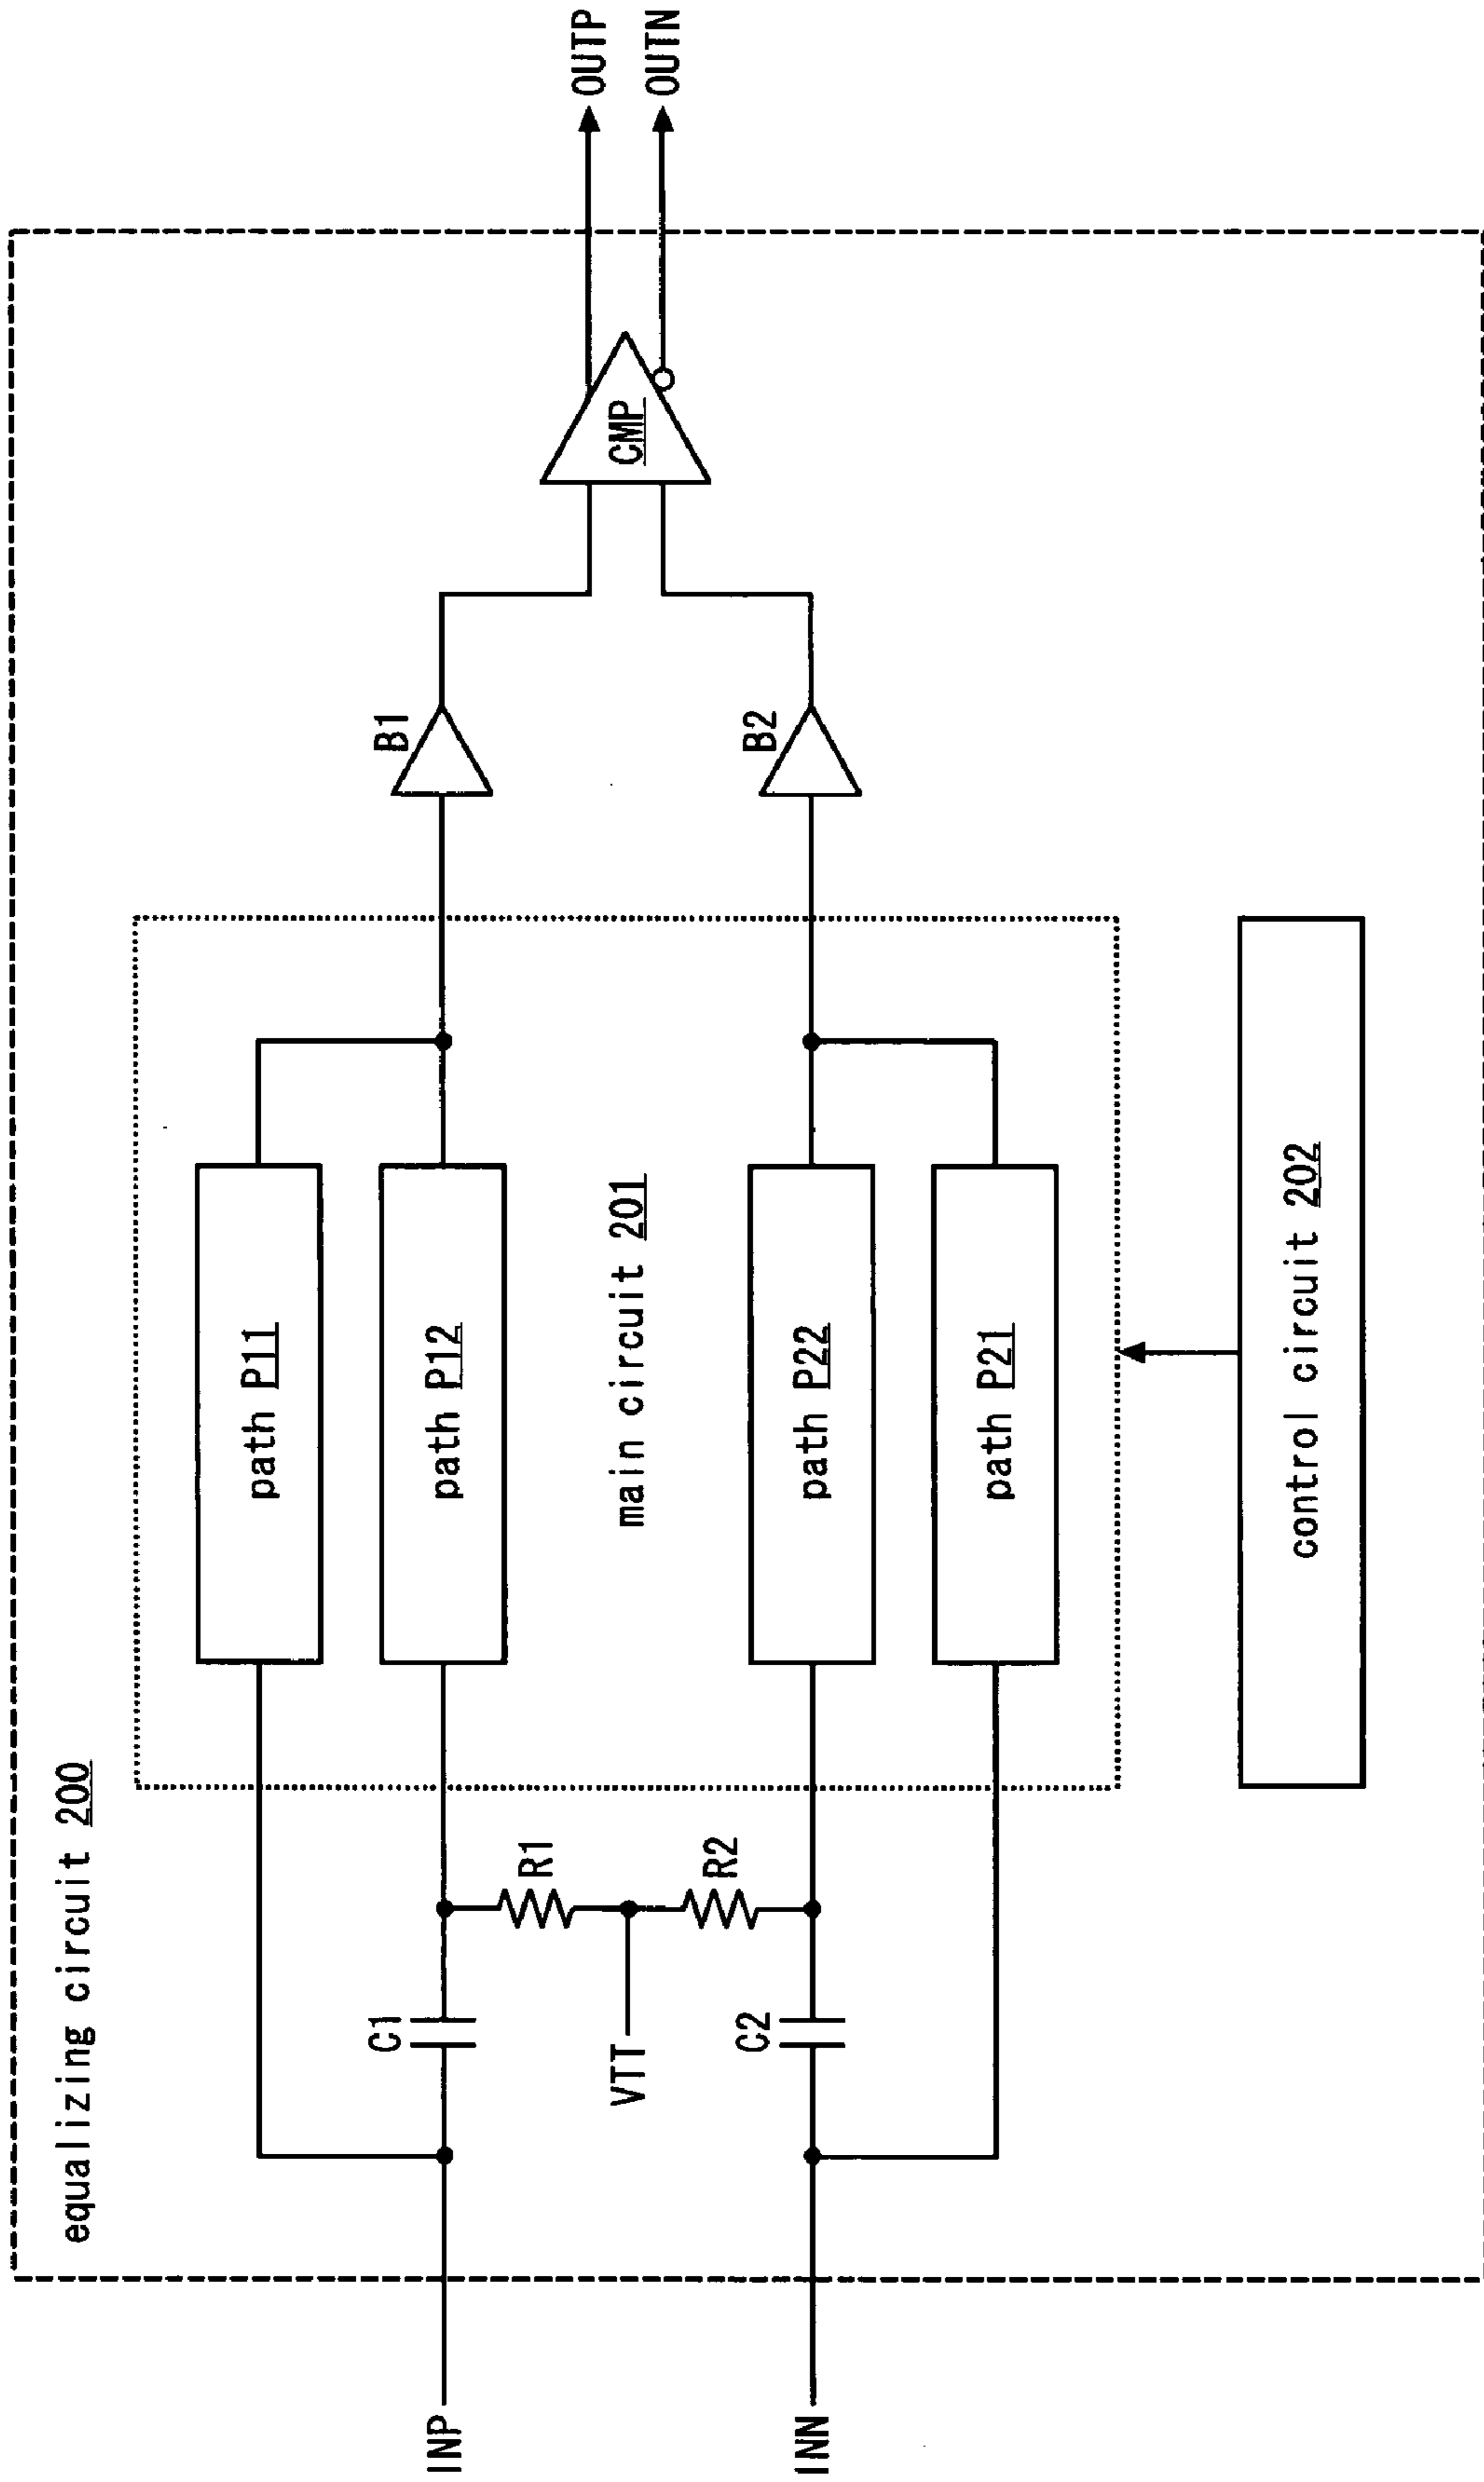 equalizing circuit 200
INP
INN
C1
C2
VTT
R1
R2
path P11
path P12
main circuit 201
path P22
path P21
control circuit 202
B1
B2
CMP
OUTP
OUTN